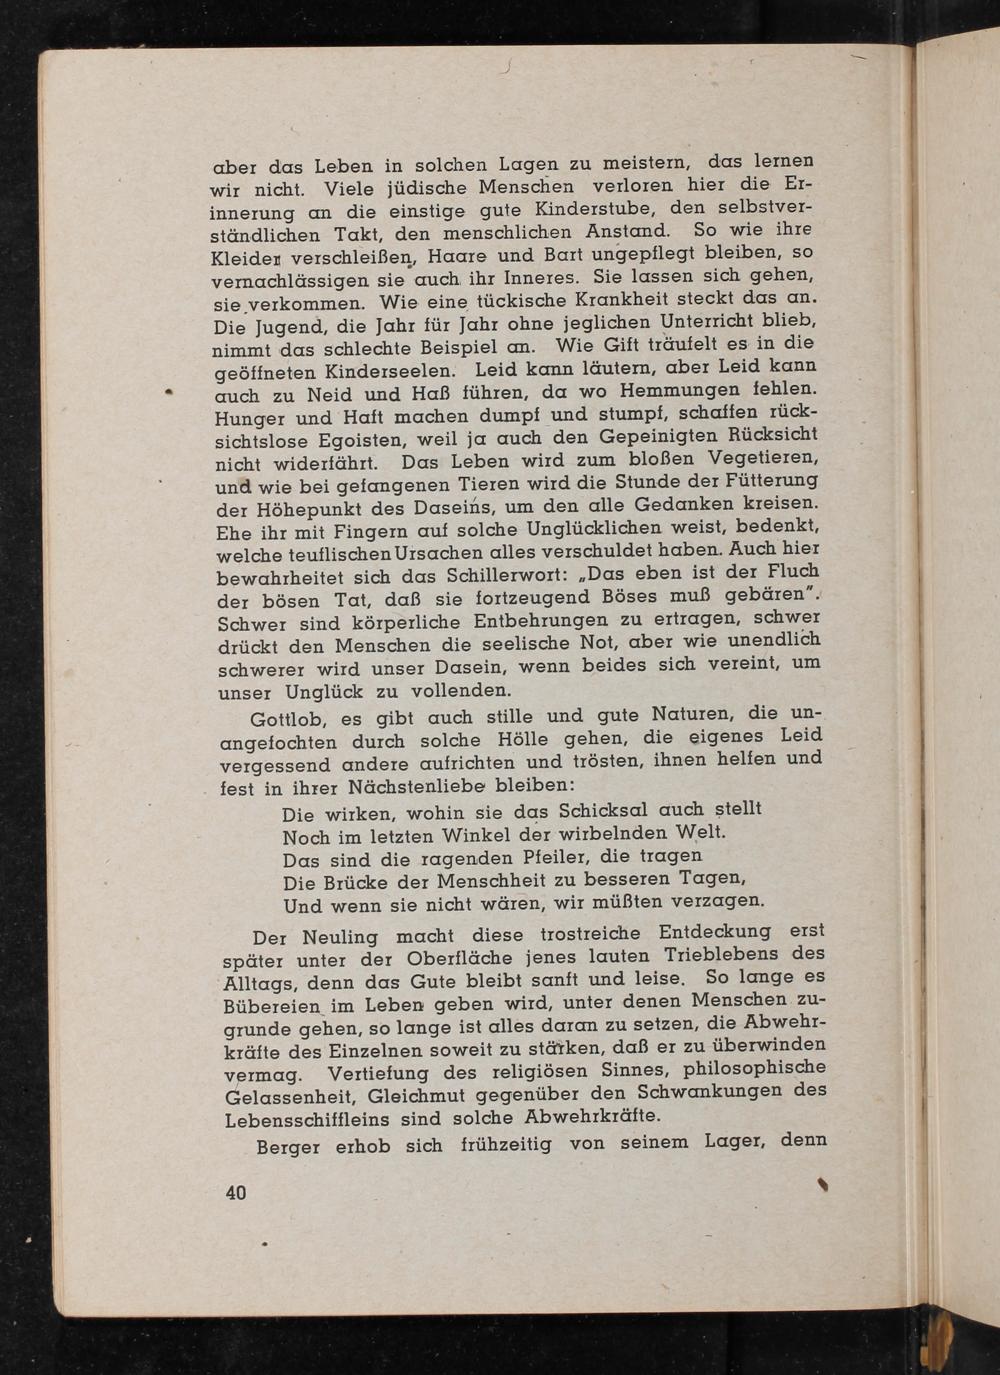 aber das Leben in solchen Lagen zu meistern, das lernen
wir nicht. Viele jüdische Menschen verloren hier die Er-
innerung an die einstige gute Kinderstube, den selbstver-
ständlichen Takt, den menschlichen Anstand. So wie ihre
Kleider verschleißen, Haare und Bart ungepflegt bleiben, so
vernachlässigen sie auch ihr Inneres. Sie lassen sich gehen,
sie verkommen. Wie eine tückische Krankheit steckt das an.
Die Jugend, die Jahr für Jahr ohne jeglichen Unterricht blieb,
nimmt das schlechte Beispiel an. Wie Gift träufelt es in die
geöffneten Kinderseelen. Leid kann läutern, aber Leid kann
auch zu Neid und Haß führen, da wo Hemmungen fehlen.
Hunger und Haft machen dumpf und stumpf, schaffen rück-
sichtslose Egoisten, weil ja auch den Gepeinigten Rücksicht
nicht widerfährt. Das Leben wird zum bloßen Vegetieren,
und wie bei gefangenen Tieren wird die Stunde der Fütterung
der Höhepunkt des Daseins, um den alle Gedanken kreisen.
Ehe ihr mit Fingern auf solche Unglücklichen weist, bedenkt,
welche teuflischen Ursachen alles verschuldet haben. Auch hier
bewahrheitet sich das Schillerwort: „Das eben ist der Fluch
der bösen Tat, daß sie fortzeugend Böses muß gebären".
Schwer sind körperliche Entbehrungen zu ertragen, schwer
drückt den Menschen die seelische Not, aber wie unendlich
schwerer wird unser Dasein, wenn beides sich vereint, um
unser Unglück zu vollenden.
Gottlob, es gibt auch stille und gute Naturen, die un-
angefochten durch solche Hölle gehen, die eigenes Leid
vergessend andere aufrichten und trösten, ihnen helfen und
fest in ihrer Nächstenliebe bleiben:
Die wirken, wohin sie das Schicksal auch stellt
Noch im letzten Winkel der wirbelnden Welt.
Das sind die ragenden Pfeiler, die tragen
Die Brücke der Menschheit zu besseren Tagen,
Und wenn sie nicht wären, wir müßten verzagen.
Der Neuling macht diese trostreiche Entdeckung erst
später unter der Oberfläche jenes lauten Trieblebens des
Alltags, denn das Gute bleibt sanft und leise. So lange es
Bübereien im Leben geben wird, unter denen Menschen zu-
grunde gehen, so lange ist alles daran zu setzen, die Abwehr-
kräfte des Einzelnen soweit zu stärken, daß er zu überwinden
vermag. Vertiefung des religiösen Sinnes, philosophische
Gelassenheit, Gleichmut gegenüber den Schwankungen des
Lebensschiffleins sind solche Abwehrkräfte.
Berger erhob sich frühzeitig von seinem Lager, denn
40